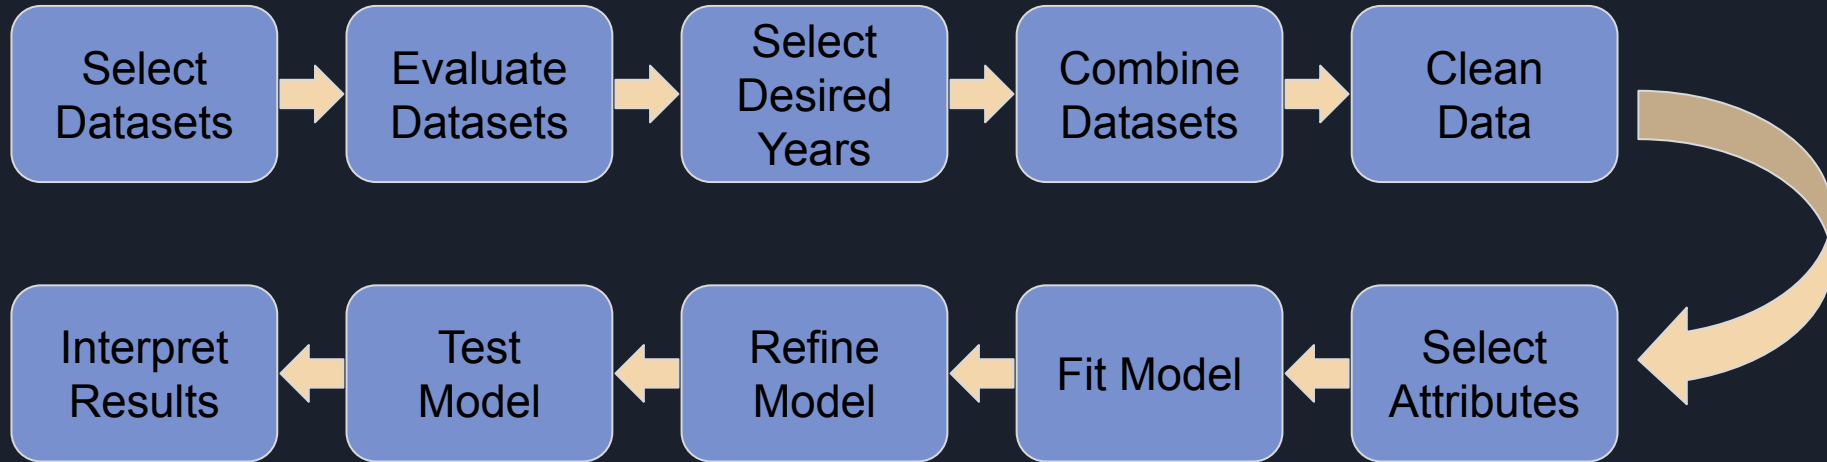 Select
Datasets
Evaluate
Datasets
Select
Desired
Years
Combine
Datasets
Clean
Data
Select
Attributes
Fit Model
Refine
Model
Test
Model
Interpret
Results